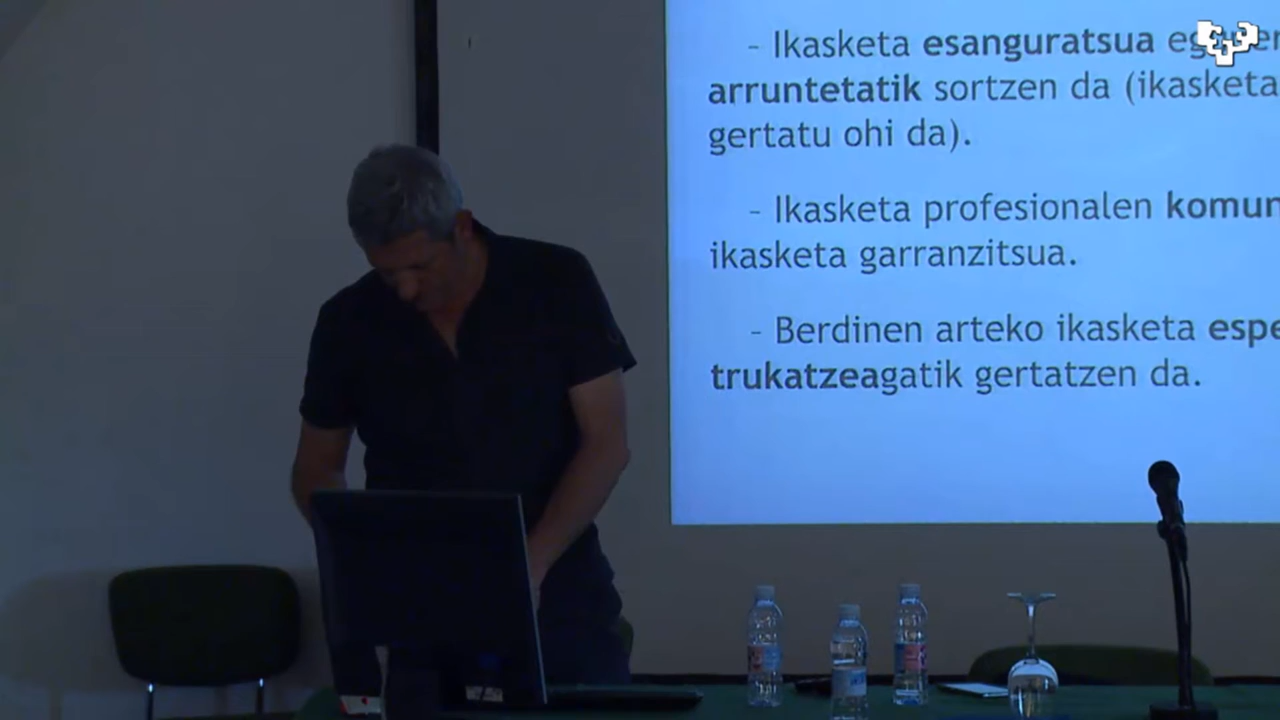 - Ikasketa esanguratsua
arruntetatik sortzen da (ikasketa
gertatu ohi da).
- Ikasketa profesionalen
ikasketa garranzitsua.
- Berdinen arteko ikasketa
trukatzeagatik gertatzen da.